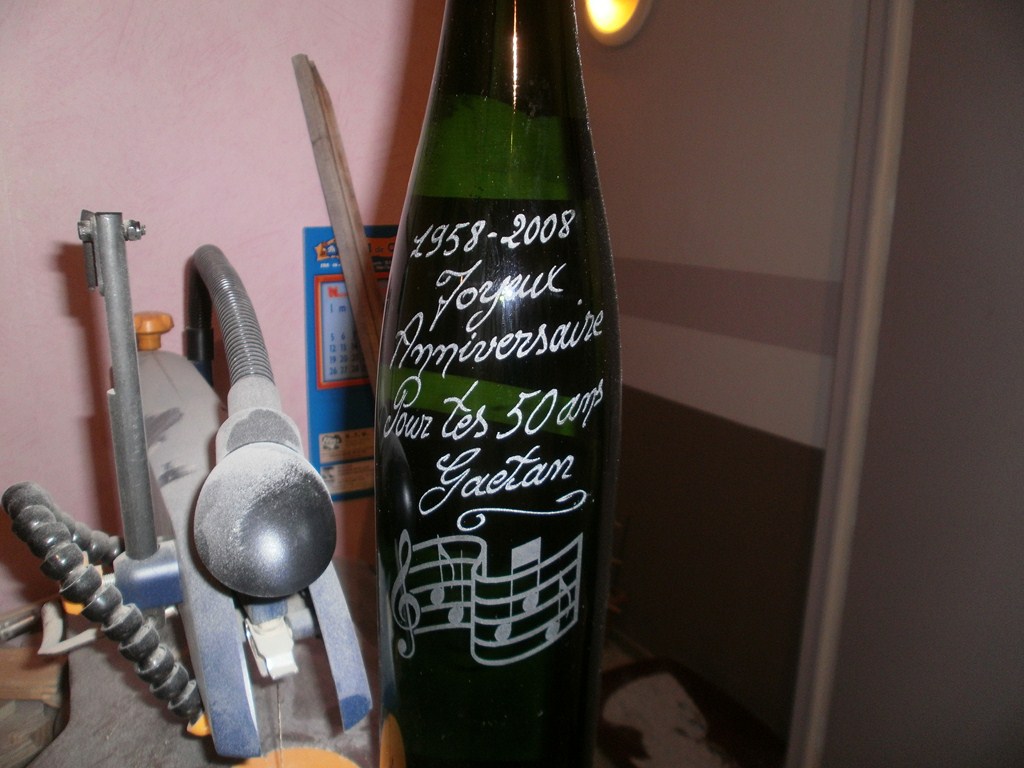 1958-2008
Joyeux
Anniversaire
Pour tes 50 ans
Gaetan